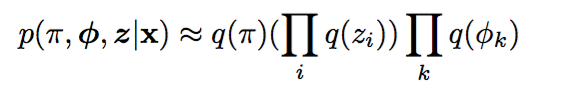 p(π, ϕ, z|x) ≈ q(π)(∏_i q(z_i)) ∏_k q(ϕ_k)